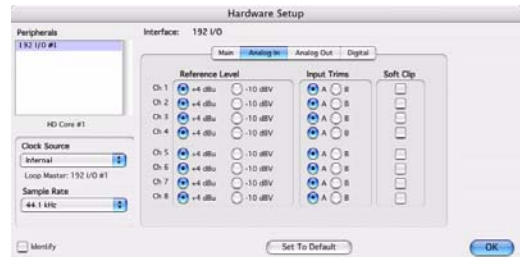 Hardware Setup
Peripherals
192 I/O #1
HD Core #1
Clock Source
Internal
Loop Master: 192 I/O #1
Sample Rate
44.1 kHz
Identify
Interface: 192 I/O
Main Analog In Analog Out Digital
Reference Level Input Trims Soft Clip
Ch 1 +4 dBu -10 dBV A B
Ch 2 +4 dBu -10 dBV A B
Ch 3 +4 dBu -10 dBV A B
Ch 4 +4 dBu -10 dBV A B
Ch 5 +4 dBu -10 dBV A B
Ch 6 +4 dBu -10 dBV A B
Ch 7 +4 dBu -10 dBV A B
Ch 8 +4 dBu -10 dBV A B
Set To Default
OK